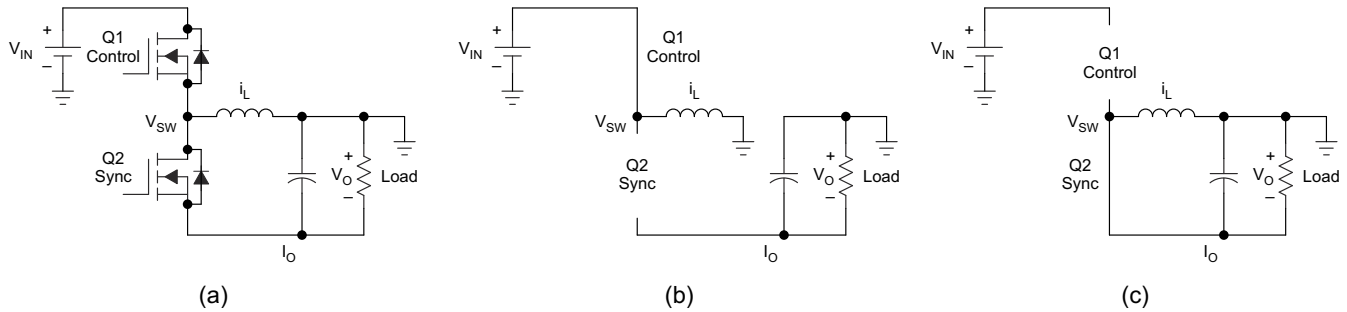 +
V_IN
–
Q1
Control
i_L
V_SW
Q2
Sync
+
V_O
–
Load
I_O
(a)
+
V_IN
–
Q1
Control
i_L
V_SW
Q2
Sync
+
V_O
–
Load
I_O
(b)
+
V_IN
–
Q1
Control
i_L
V_SW
Q2
Sync
+
V_O
–
Load
I_O
(c)